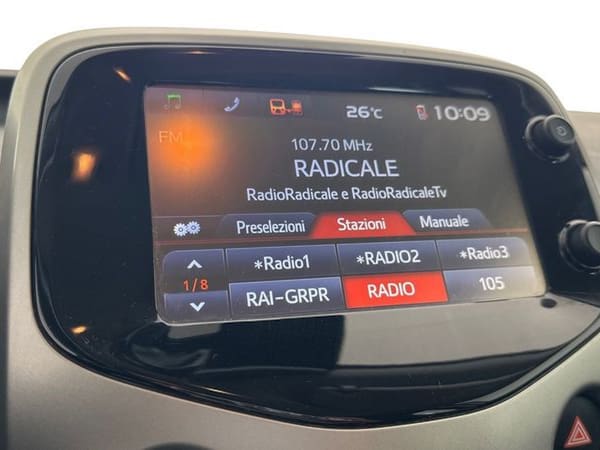 26°C 10:09
FM
107.70 MHz
RADICALE
RadioRadicale e RadioRadicaleTv
Preselezioni Stazioni Manuale
*Radio1 *RADIO2 *Radio3
1/8
RAI-GRPR RADIO 105